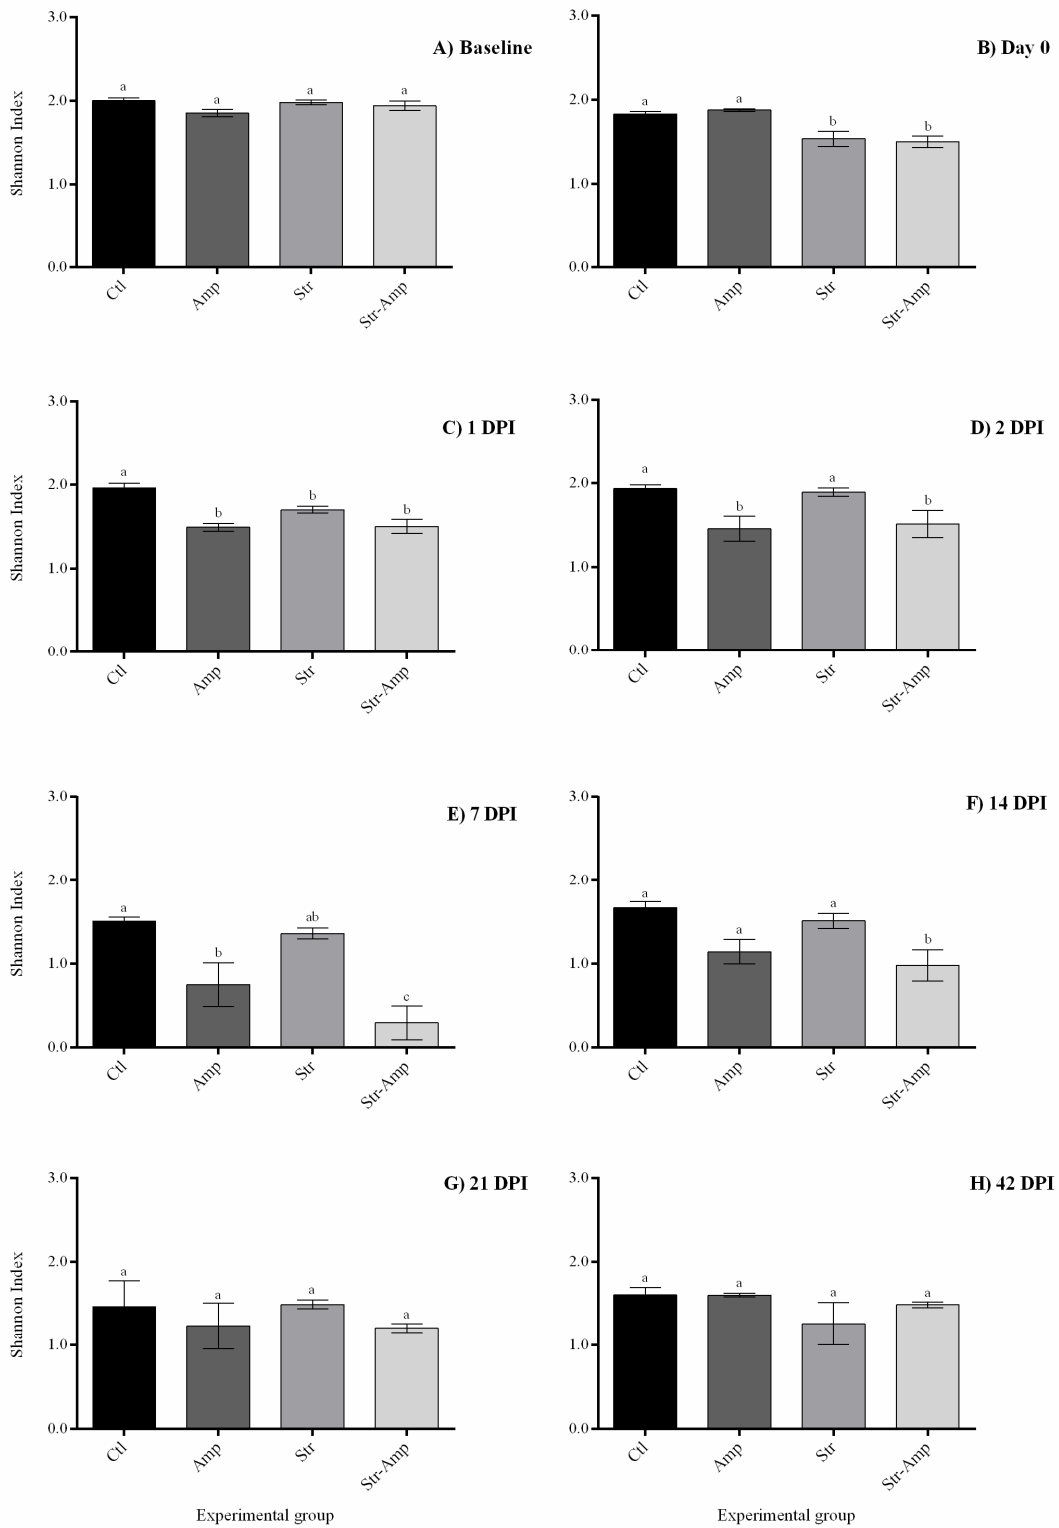 A) Baseline
3.0
2.0
1.0
0.0
Shannon Index
a
a
a
a
Ctl
Amp
Str
Str-Amp
B) Day 0
3.0
2.0
1.0
0.0
a
a
b
b
Ctl
Amp
Str
Str-Amp
C) 1 DPI
3.0
2.0
1.0
0.0
Shannon Index
a
b
b
b
Ctl
Amp
Str
Str-Amp
D) 2 DPI
3.0
2.0
1.0
0.0
a
b
a
b
Ctl
Amp
Str
Str-Amp
E) 7 DPI
3.0
2.0
1.0
0.0
Shannon Index
a
b
ab
c
Ctl
Amp
Str
Str-Amp
F) 14 DPI
3.0
2.0
1.0
0.0
a
a
a
b
Ctl
Amp
Str
Str-Amp
G) 21 DPI
3.0
2.0
1.0
0.0
Shannon Index
a
a
a
a
Ctl
Amp
Str
Str-Amp
Experimental group
H) 42 DPI
3.0
2.0
1.0
0.0
a
a
a
a
Ctl
Amp
Str
Str-Amp
Experimental group